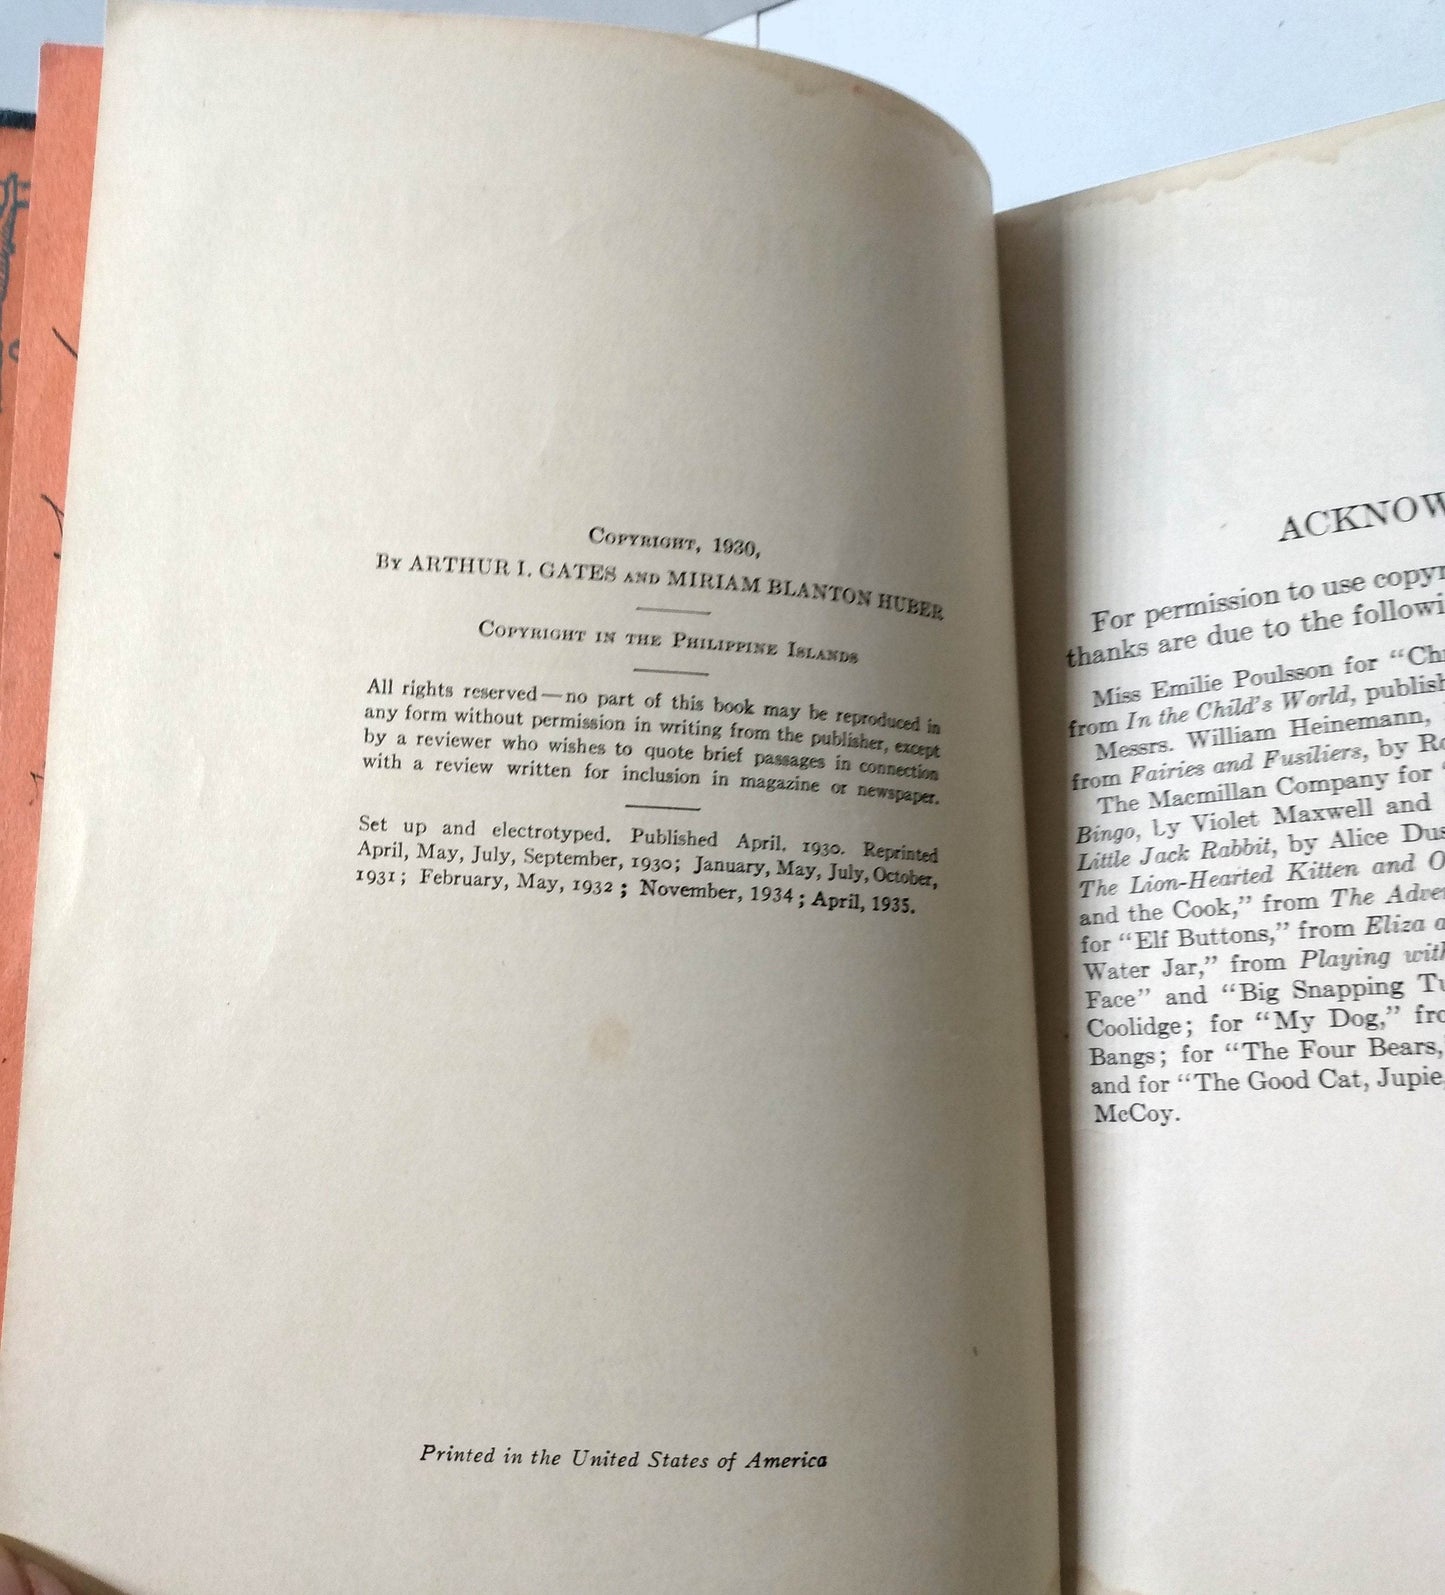 Copyright, 1930,
By ARTHUR I. GATES and MIRIAM BLANTON HUBER
Copyright in the Philippine Islands
All rights reserved—no part of this book may be reproduced in
any form without permission in writing from the publisher, except
by a reviewer who wishes to quote brief passages in connection
with a review written for inclusion in magazine or newspaper.
Set up and electrotyped. Published April, 1930. Reprinted
April, May, July, September, 1930; January, May, July, October,
1931; February, May, 1932; November, 1934; April, 1935.
Printed in the United States of America
ACKNOW
For permission to use copyr
thanks are due to the followi
Miss Emilie Poulsson for “Ch
from In the Child's World, publish
Messrs. William Heinemann,
from Fairies and Fusiliers, by Ro
The Macmillan Company for
Bingo, by Violet Maxwell and
Little Jack Rabbit, by Alice Dus
The Lion-Hearted Kitten and O
and the Cook,” from The Adve
for “Elf Buttons,” from Eliza a
Water Jar,” from Playing with
Face” and “Big Snapping Tu
Coolidge; for “My Dog,” fro
Bangs; for “The Four Bears,
and for “The Good Cat, Jupie,
McCoy.